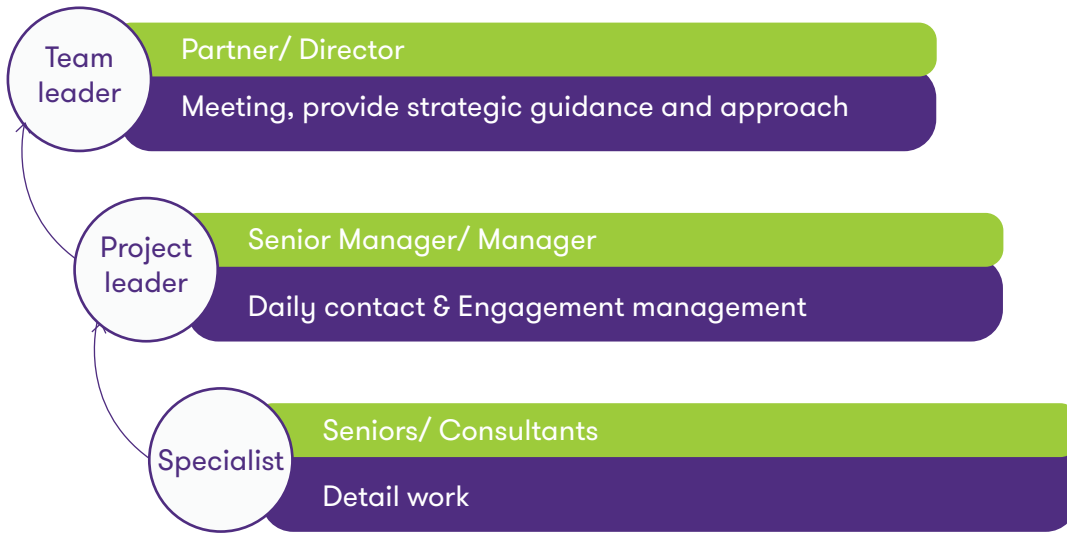 Team
leader
Partner/ Director
Meeting, provide strategic guidance and approach
Project
leader
Senior Manager/ Manager
Daily contact & Engagement management
Specialist
Seniors/ Consultants
Detail work